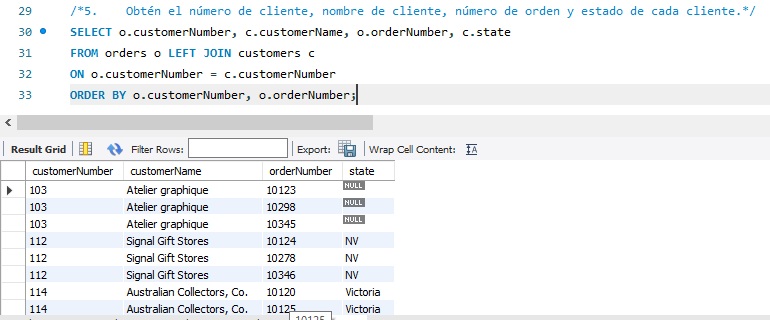 29 /*5. Obtén el número de cliente, nombre de cliente, número de orden y estado de cada cliente.*/
30 SELECT o.customerNumber, c.customerName, o.orderNumber, c.state
31 FROM orders o LEFT JOIN customers c
32 ON o.customerNumber = c.customerNumber
33 ORDER BY o.customerNumber, o.orderNumber;
Result Grid Filter Rows: Export: Wrap Cell Content: IA
customerNumber customerName orderNumber state
103 Atelier graphique 10123 NULL
103 Atelier graphique 10298 NULL
103 Atelier graphique 10345 NULL
112 Signal Gift Stores 10124 NV
112 Signal Gift Stores 10278 NV
112 Signal Gift Stores 10346 NV
114 Australian Collectors, Co. 10120 Victoria
114 Australian Collectors, Co. 10125 Victoria
10125